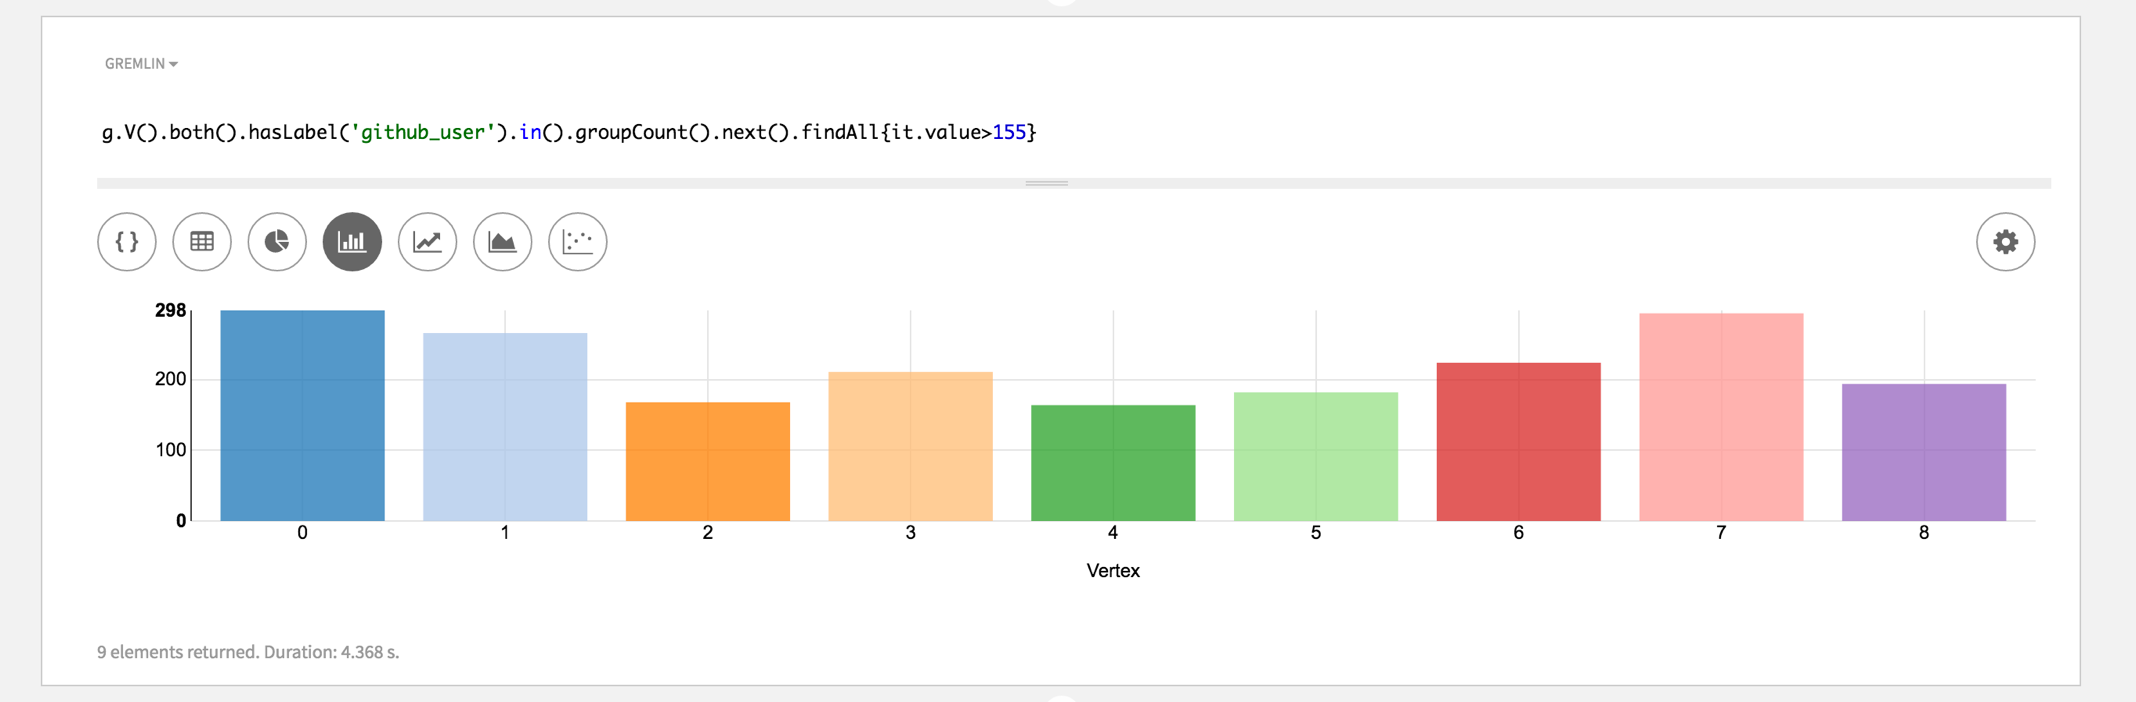 GREMLIN
g.V().both().hasLabel('github_user').in().groupCount().next().findAll{it.value>155}
{ }
298
200
100
0
0 1 2 3 4 5 6 7 8
Vertex
9 elements returned. Duration: 4.368 s.